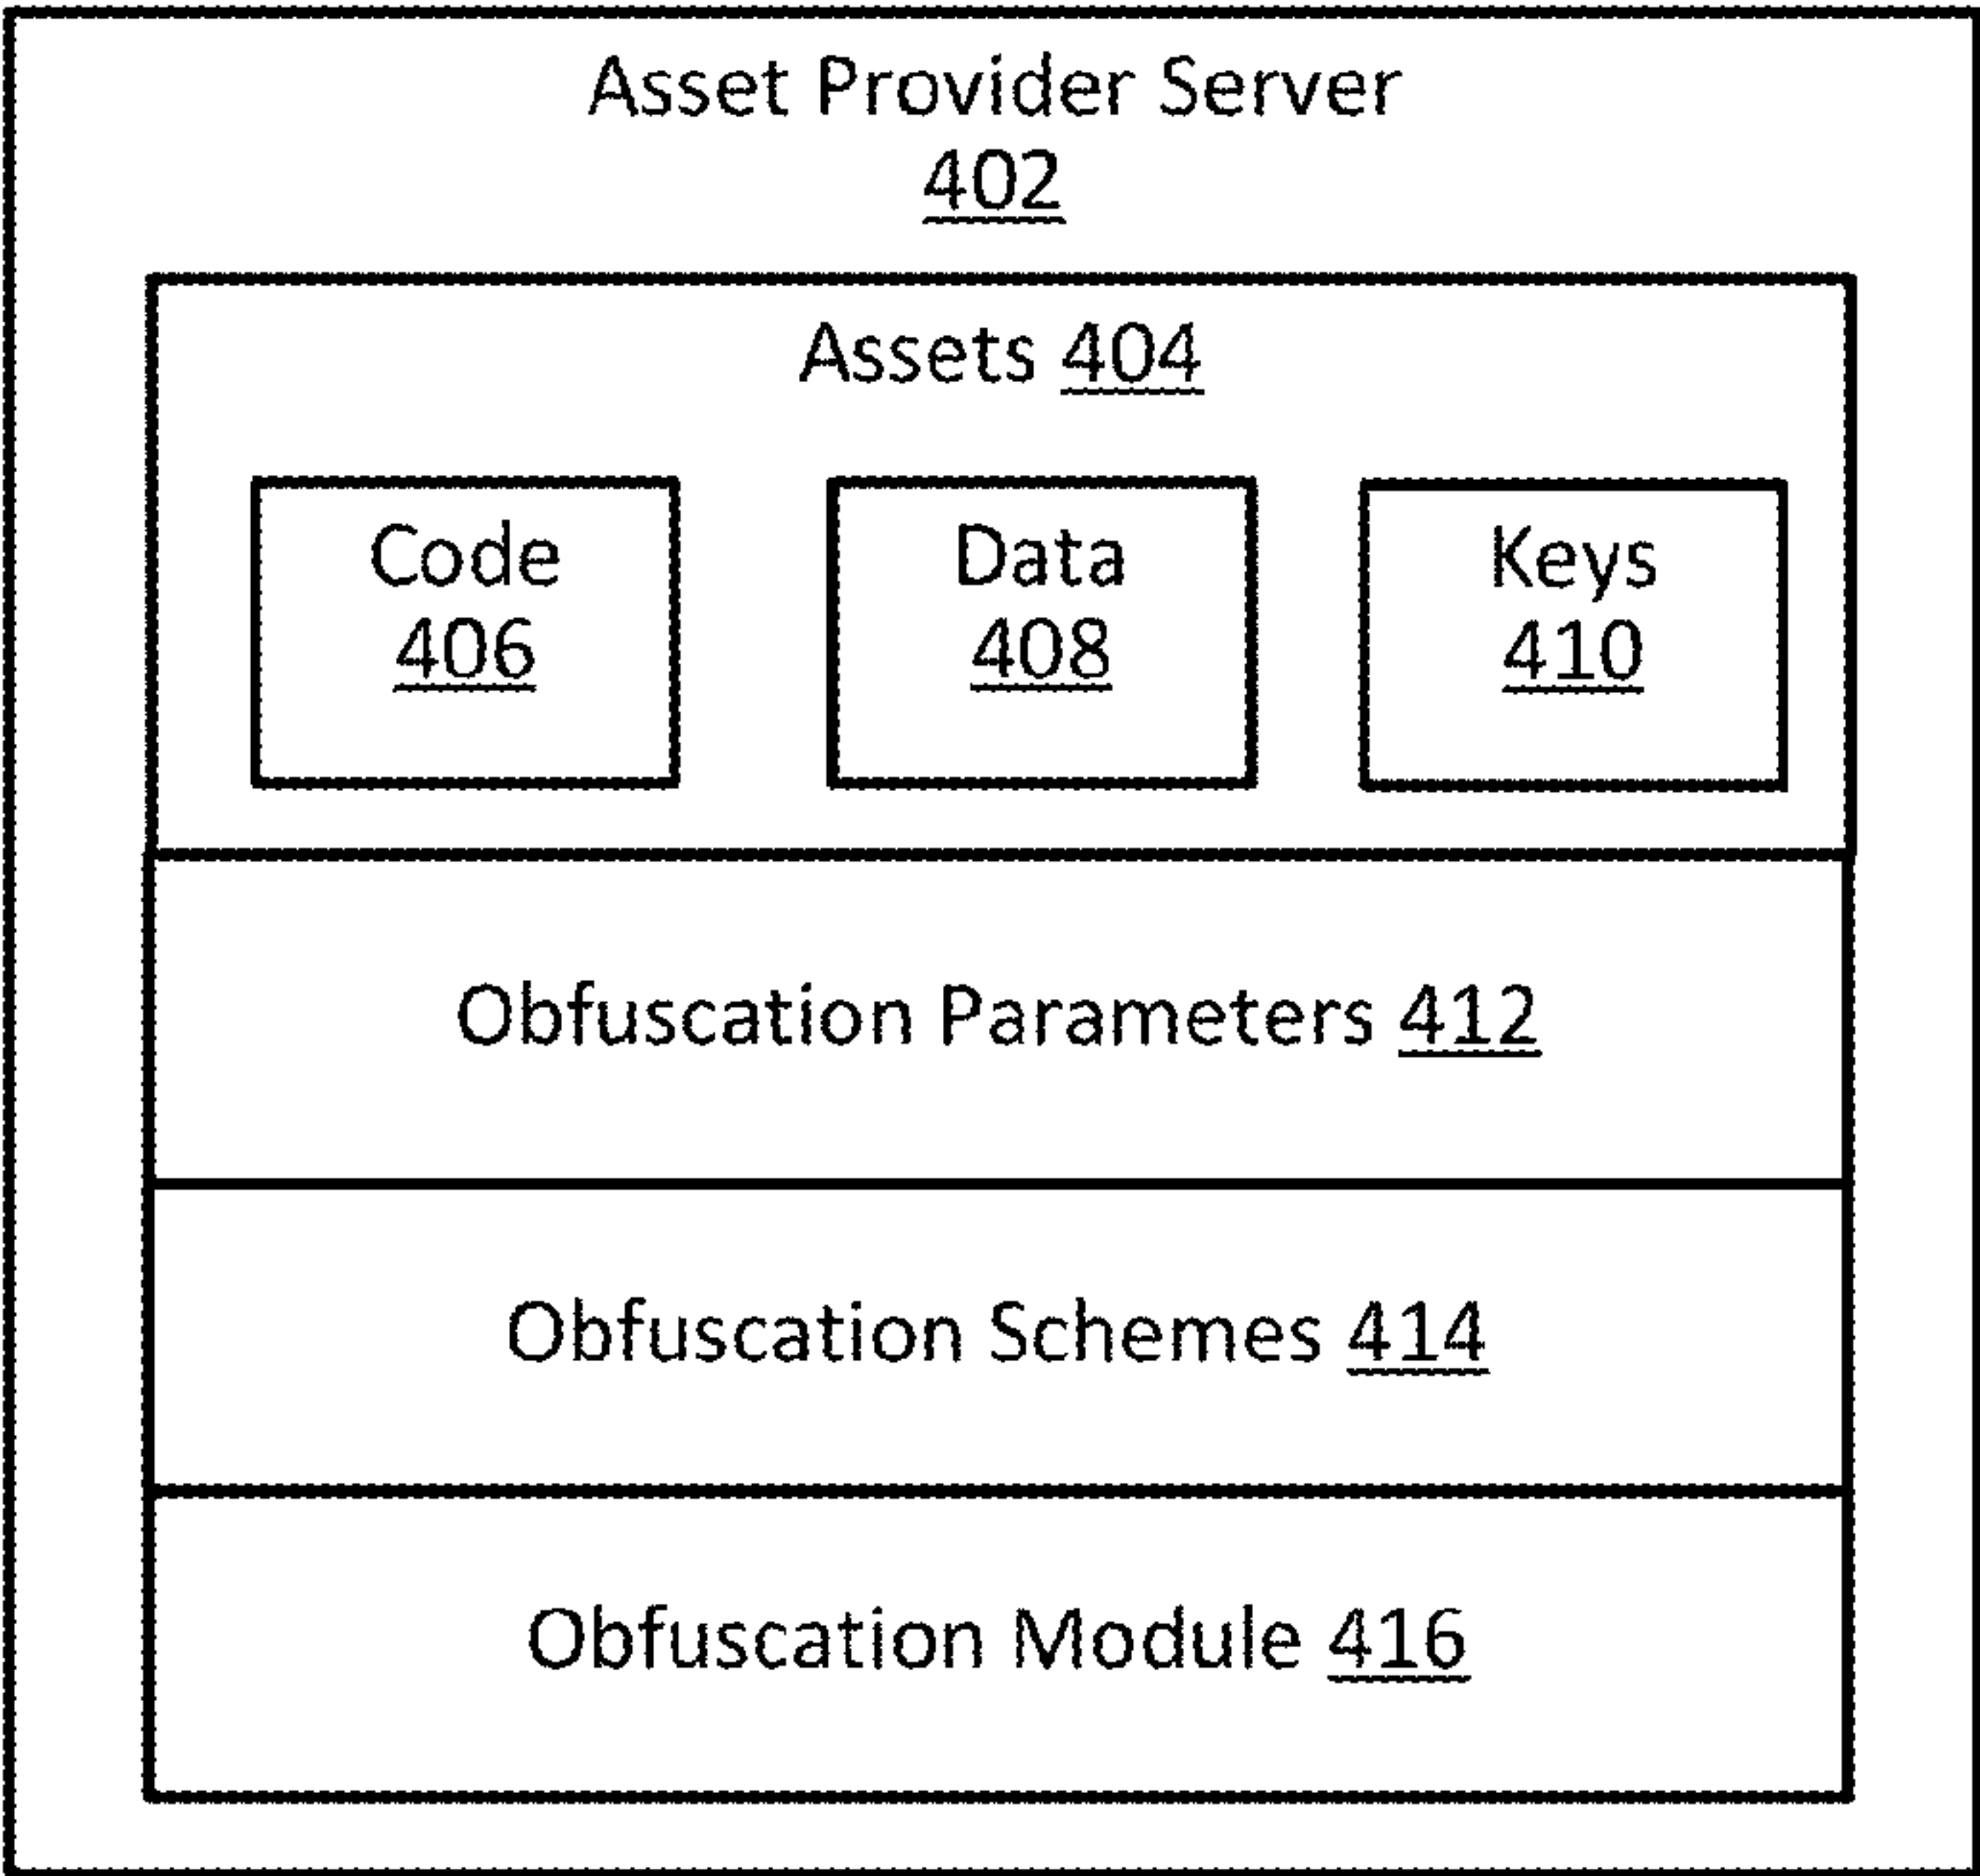 Asset Provider Server
402
Assets 404
Code
406
Data
408
Keys
410
Obfuscation Parameters 412
Obfuscation Schemes 414
Obfuscation Module 416